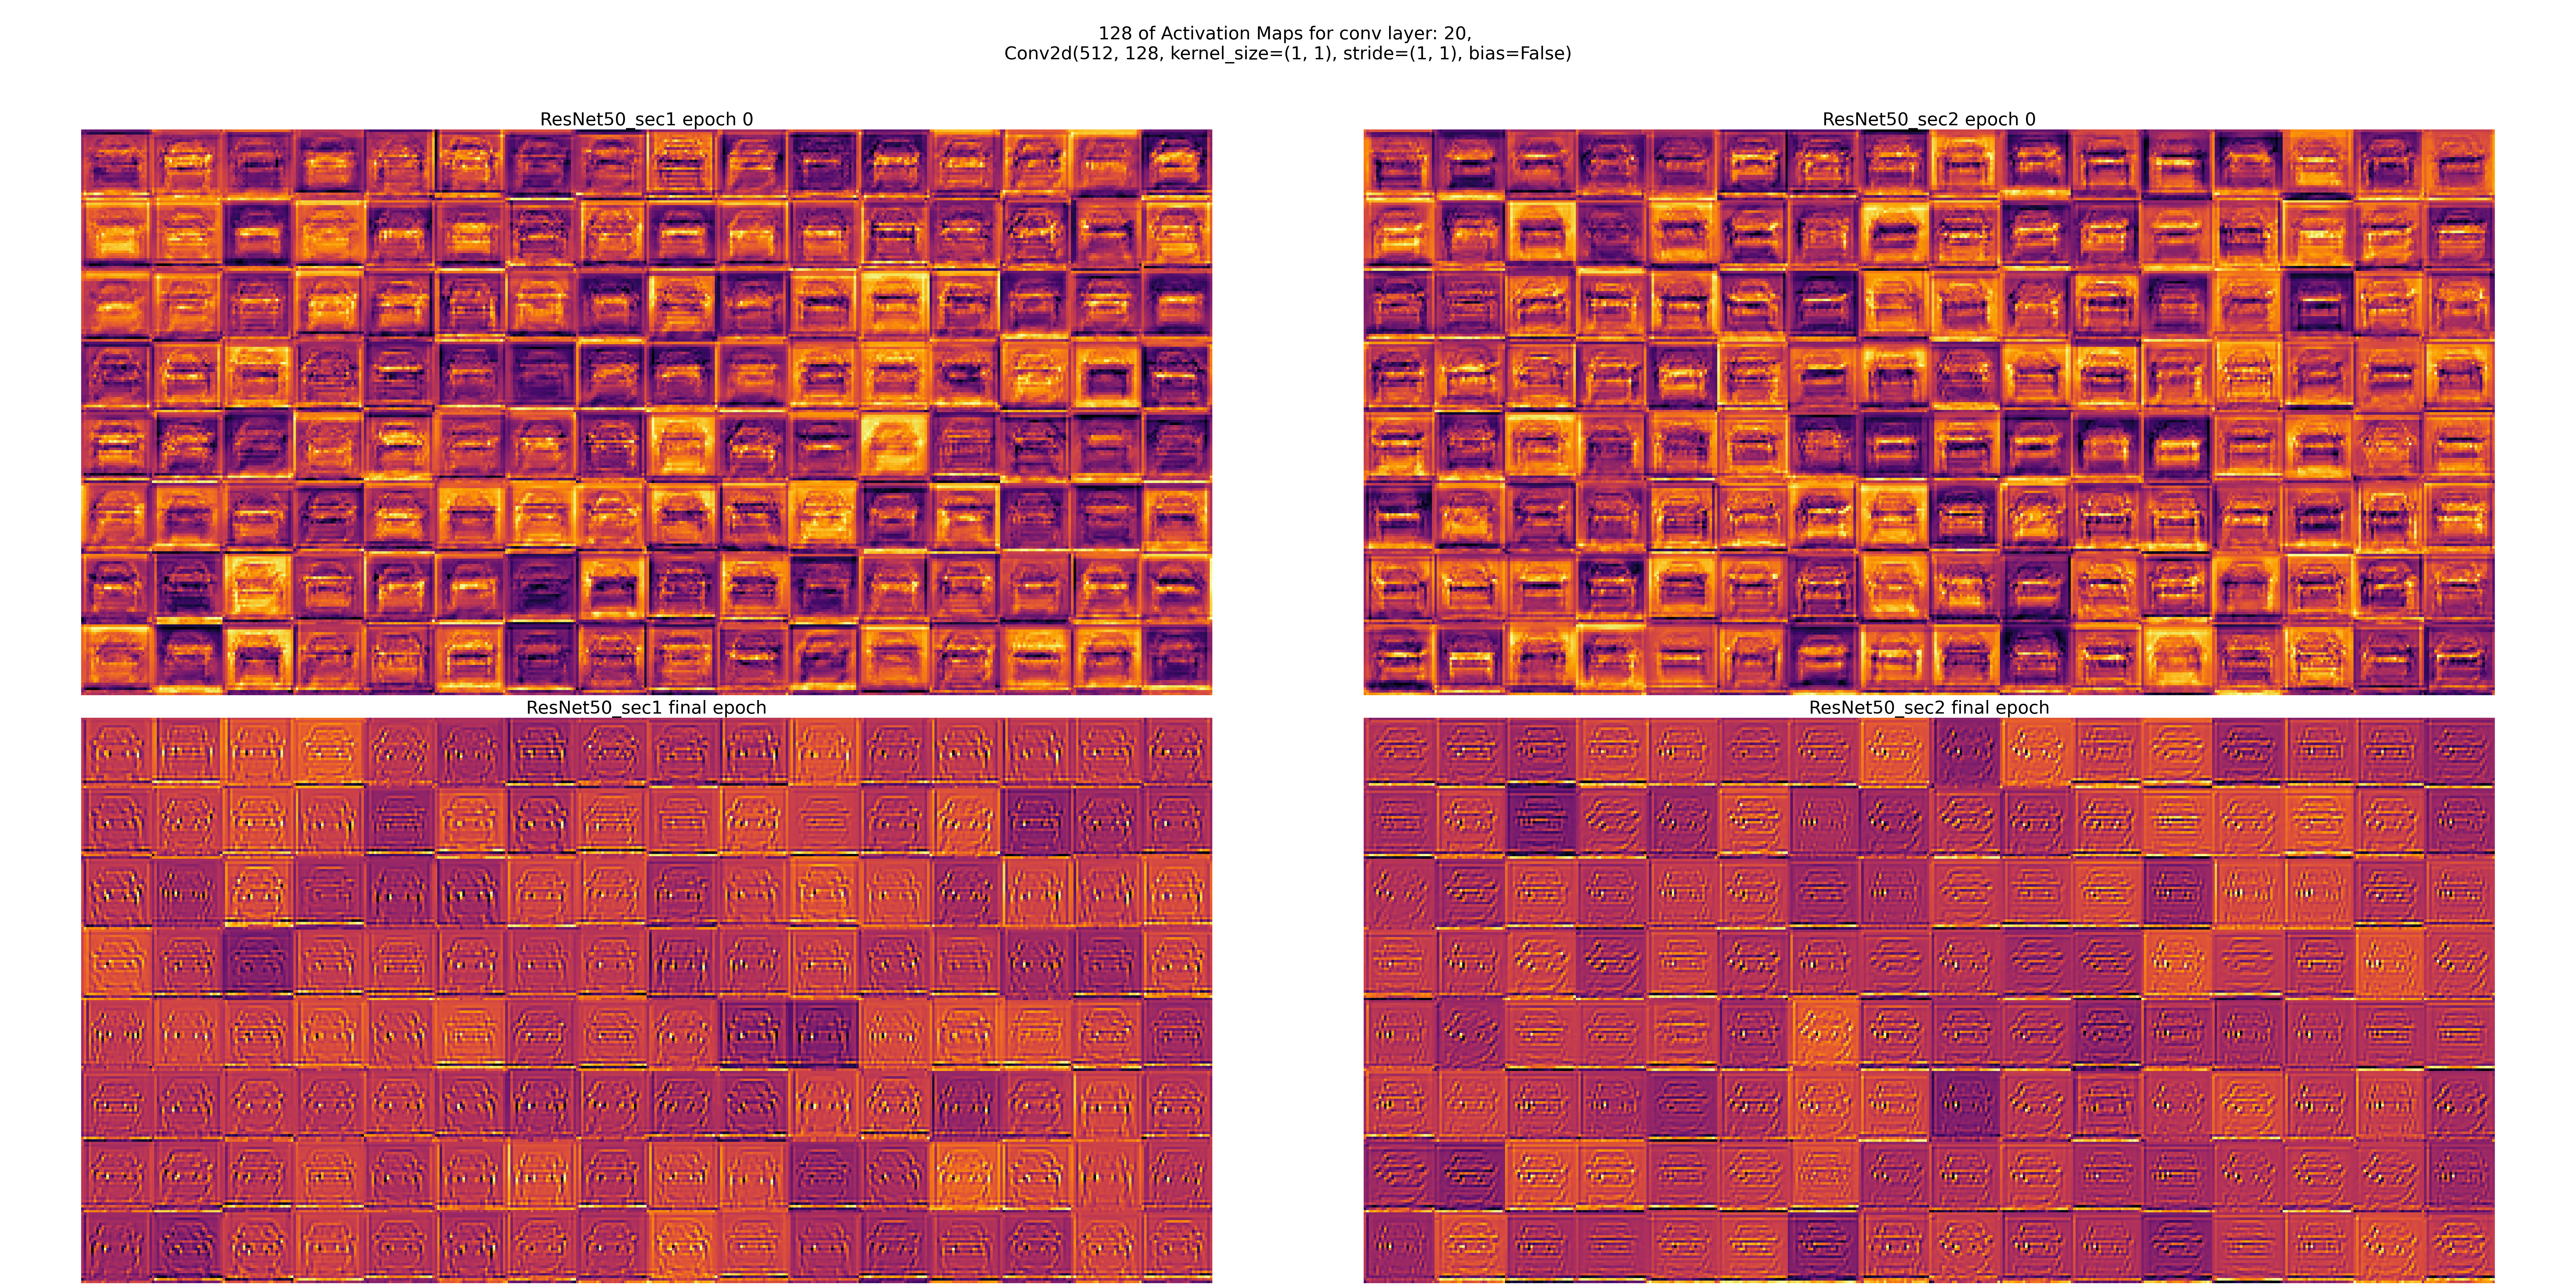 128 of Activation Maps for conv layer: 20,
Conv2d(512, 128, kernel_size=(1, 1), stride=(1, 1), bias=False)
ResNet50_sec1 epoch 0
ResNet50_sec2 epoch 0
ResNet50_sec1 final epoch
ResNet50_sec2 final epoch